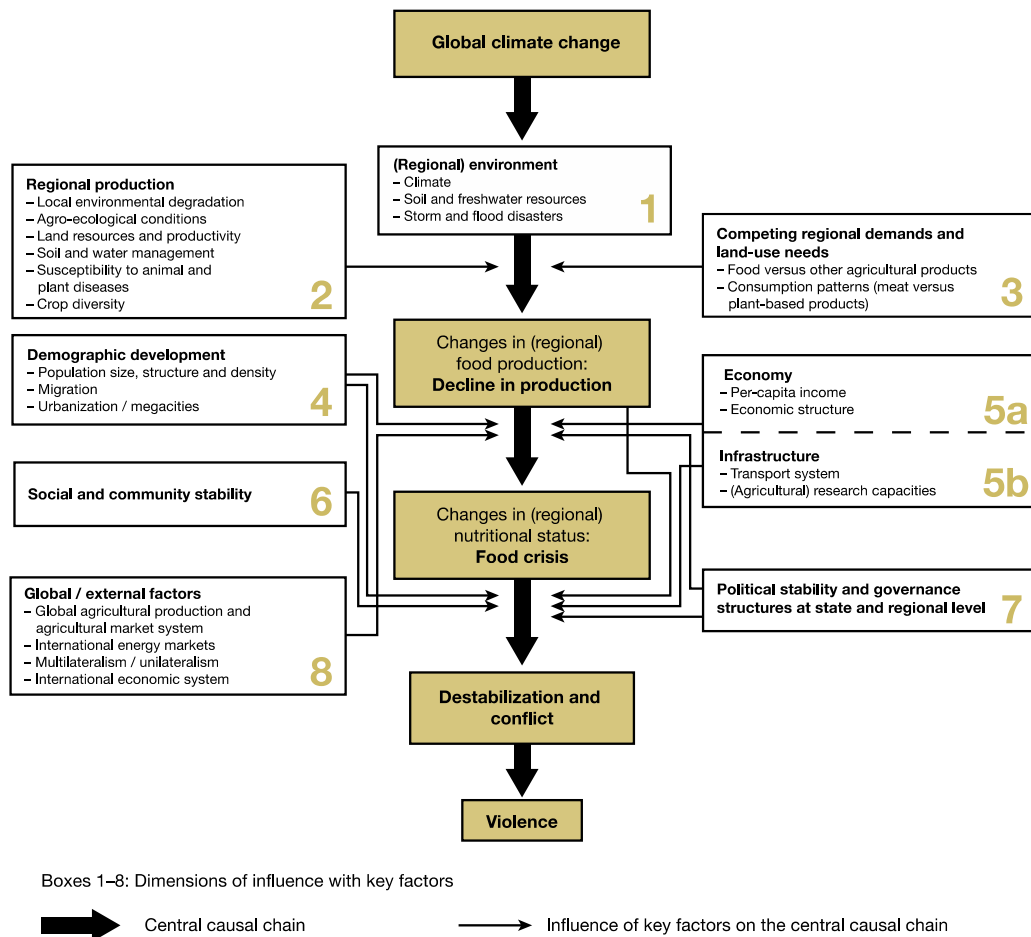 Global climate change
(Regional) environment
– Climate
– Soil and freshwater resources
– Storm and flood disasters
1
Regional production
– Local environmental degradation
– Agro-ecological conditions
– Land resources and productivity
– Soil and water management
– Susceptibility to animal and
plant diseases
– Crop diversity
2
Competing regional demands and
land-use needs
– Food versus other agricultural products
– Consumption patterns (meat versus
plant-based products)
3
Changes in (regional)
food production:
Decline in production
Demographic development
– Population size, structure and density
– Migration
– Urbanization / megacities
4
Economy
– Per-capita income
– Economic structure
5a
Infrastructure
– Transport system
– (Agricultural) research capacities
5b
Social and community stability
6
Changes in (regional)
nutritional status:
Food crisis
Political stability and governance
structures at state and regional level
7
Global / external factors
– Global agricultural production and
agricultural market system
– International energy markets
– Multilateralism / unilateralism
– International economic system
8
Destabilization and
conflict
Violence
Boxes 1–8: Dimensions of influence with key factors
Central causal chain
Influence of key factors on the central causal chain